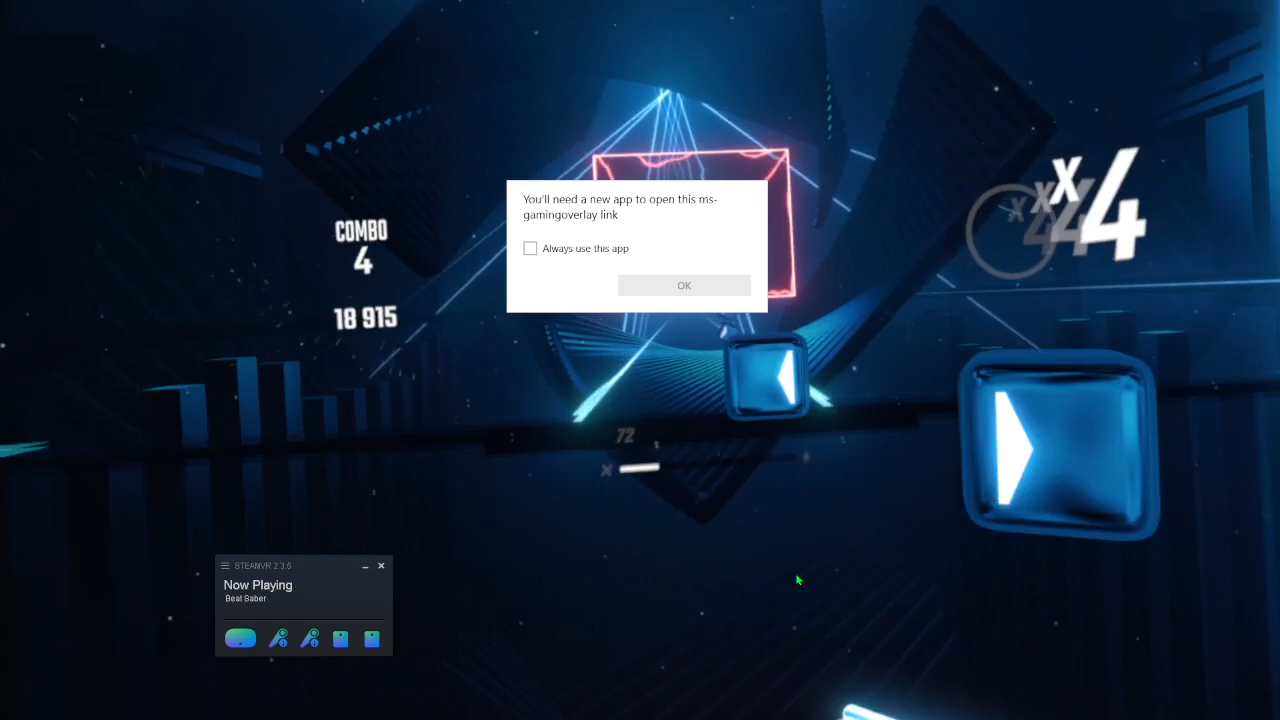 You'll need a new app to open this ms-
gamingoverlay link
Always use this app
OK
COMBO
4
18 915
x4
72
STEAMVR 2.3.5
Now Playing
Beat Saber